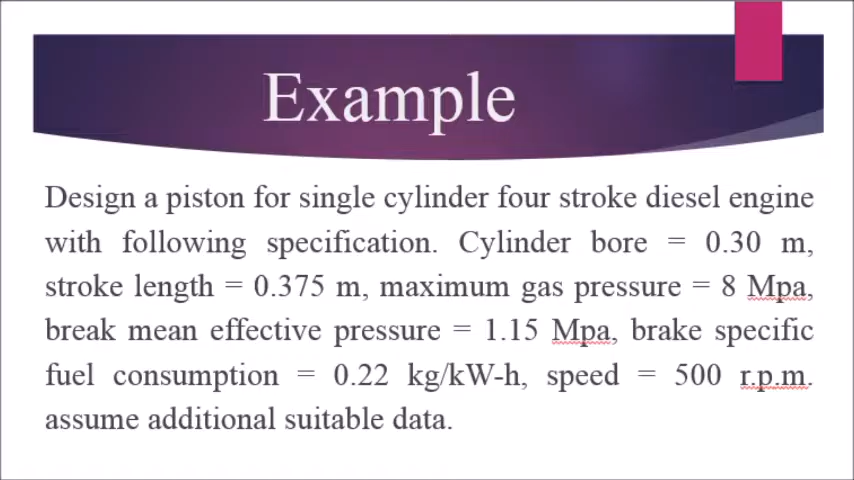 Example
Design a piston for single cylinder four stroke diesel engine
with following specification. Cylinder bore = 0.30 m,
stroke length = 0.375 m, maximum gas pressure = 8 Mpa,
break mean effective pressure = 1.15 Mpa, brake specific
fuel consumption = 0.22 kg/kW-h, speed = 500 r.p.m.
assume additional suitable data.